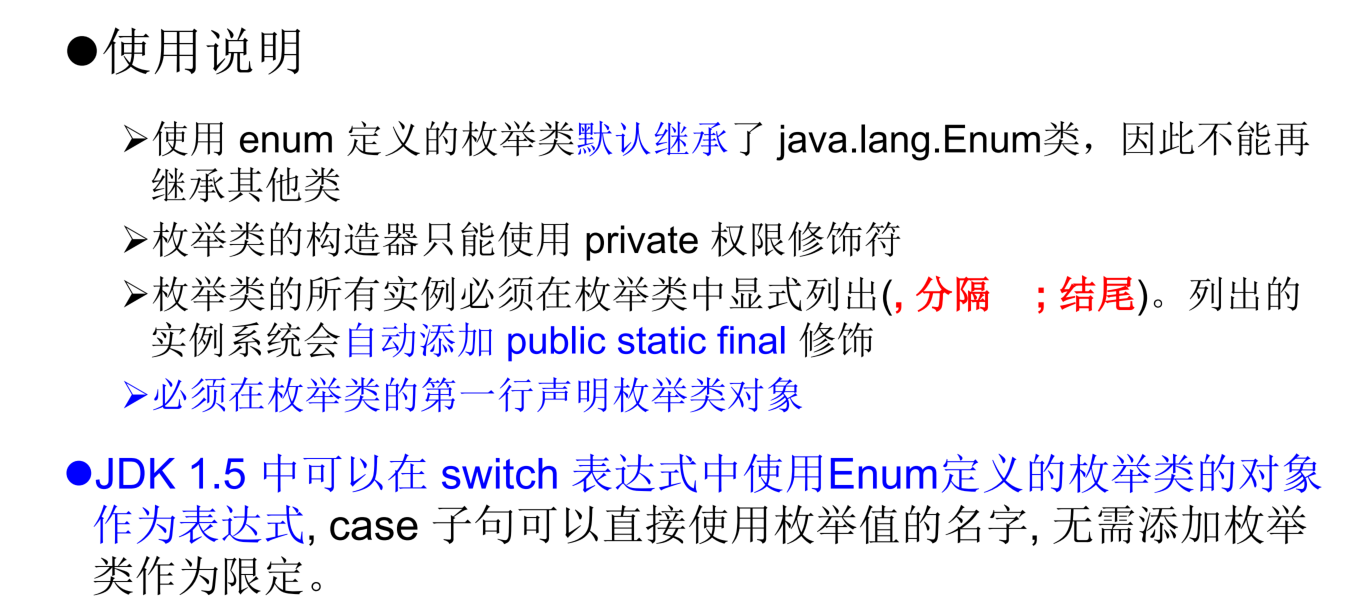 ●使用说明
➢使用 enum 定义的枚举类默认继承了 java.lang.Enum类，因此不能再
继承其他类
➢枚举类的构造器只能使用 private 权限修饰符
➢枚举类的所有实例必须在枚举类中显式列出(, 分隔 ; 结尾)。列出的
实例系统会自动添加 public static final 修饰
➢必须在枚举类的第一行声明枚举类对象
●JDK 1.5 中可以在 switch 表达式中使用Enum定义的枚举类的对象
作为表达式, case 子句可以直接使用枚举值的名字, 无需添加枚举
类作为限定。